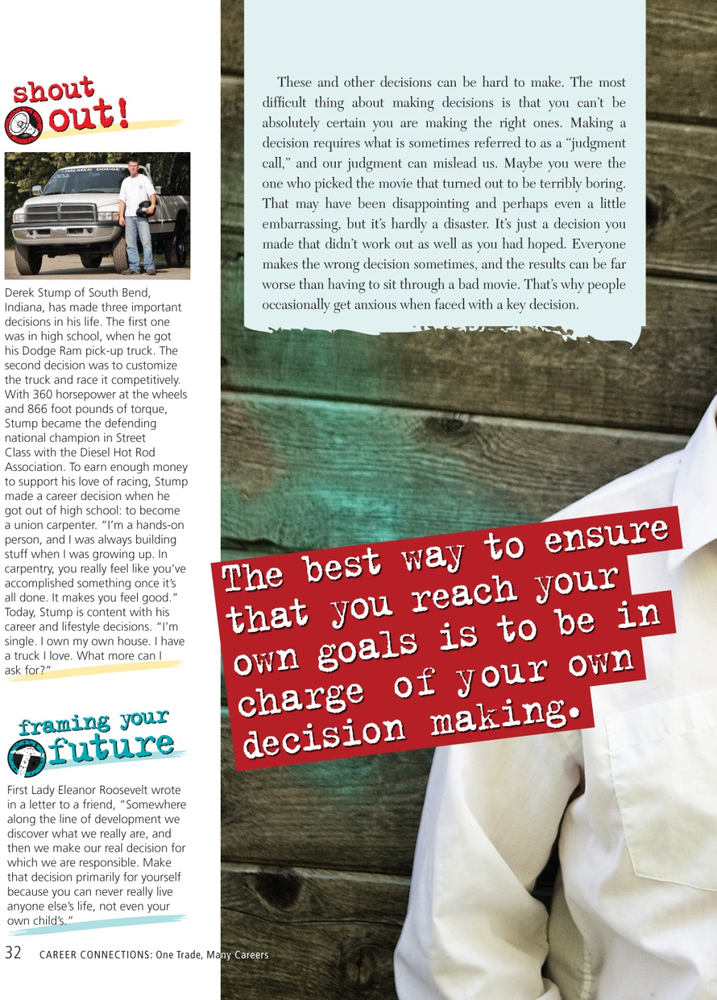 shout
out!
PALMER DODGE
Derek Stump of South Bend,
Indiana, has made three important
decisions in his life. The first one
was in high school, when he got
his Dodge Ram pick-up truck. The
second decision was to customize
the truck and race it competitively.
With 360 horsepower at the wheels
and 866 foot pounds of torque,
Stump became the defending
national champion in Street
Class with the Diesel Hot Rod
Association. To earn enough money
to support his love of racing, Stump
made a career decision when he
got out of high school: to become
a union carpenter. “I’m a hands-on
person, and I was always building
stuff when I was growing up. In
carpentry, you really feel like you’ve
accomplished something once it’s
all done. It makes you feel good.”
Today, Stump is content with his
career and lifestyle decisions. “I’m
single. I own my own house. I have
a truck I love. What more can I
ask for?”
framing your
future
First Lady Eleanor Roosevelt wrote
in a letter to a friend, “Somewhere
along the line of development we
discover what we really are, and
then we make our real decision for
which we are responsible. Make
that decision primarily for yourself
because you can never really live
anyone else’s life, not even your
own child’s.”
These and other decisions can be hard to make. The most
difficult thing about making decisions is that you can’t be
absolutely certain you are making the right ones. Making a
decision requires what is sometimes referred to as a “judgment
call,” and our judgment can mislead us. Maybe you were the
one who picked the movie that turned out to be terribly boring.
That may have been disappointing and perhaps even a little
embarrassing, but it’s hardly a disaster. It’s just a decision you
made that didn’t work out as well as you had hoped. Everyone
makes the wrong decision sometimes, and the results can be far
worse than having to sit through a bad movie. That’s why people
occasionally get anxious when faced with a key decision.
The best way to ensure
that you reach your
own goals is to be in
charge of your own
decision making.
32 CAREER CONNECTIONS: One Trade, Many Careers